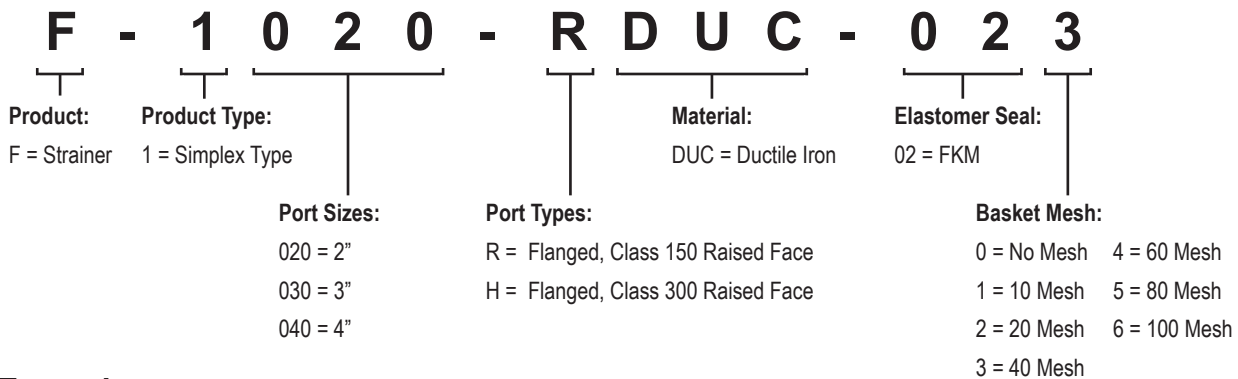 F - 1 0 2 0 - R D U C - 0 2 3
Product: Product Type: Material: Elastomer Seal:
F = Strainer 1 = Simplex Type DUC = Ductile Iron 02 = FKM
Port Sizes: Port Types: Basket Mesh:
020 = 2” R = Flanged, Class 150 Raised Face 0 = No Mesh 4 = 60 Mesh
030 = 3” H = Flanged, Class 300 Raised Face 1 = 10 Mesh 5 = 80 Mesh
040 = 4” 2 = 20 Mesh 6 = 100 Mesh
3 = 40 Mesh